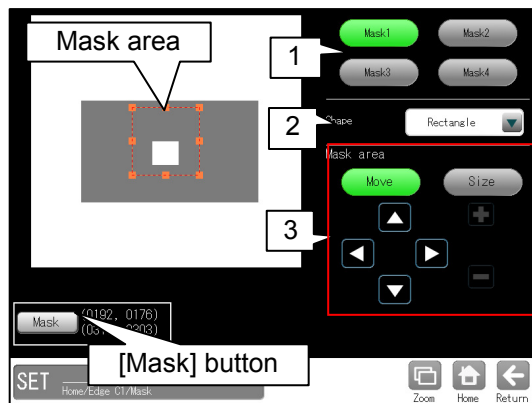 Mask area
1
Mask1
Mask2
Mask3
Mask4
2
Shape
Rectangle
Mask area
Move
Size
3
Mask
(0192, 0176)
[Mask] button
SET
Home/Edge C1/Mask
Zoom
Home
Return